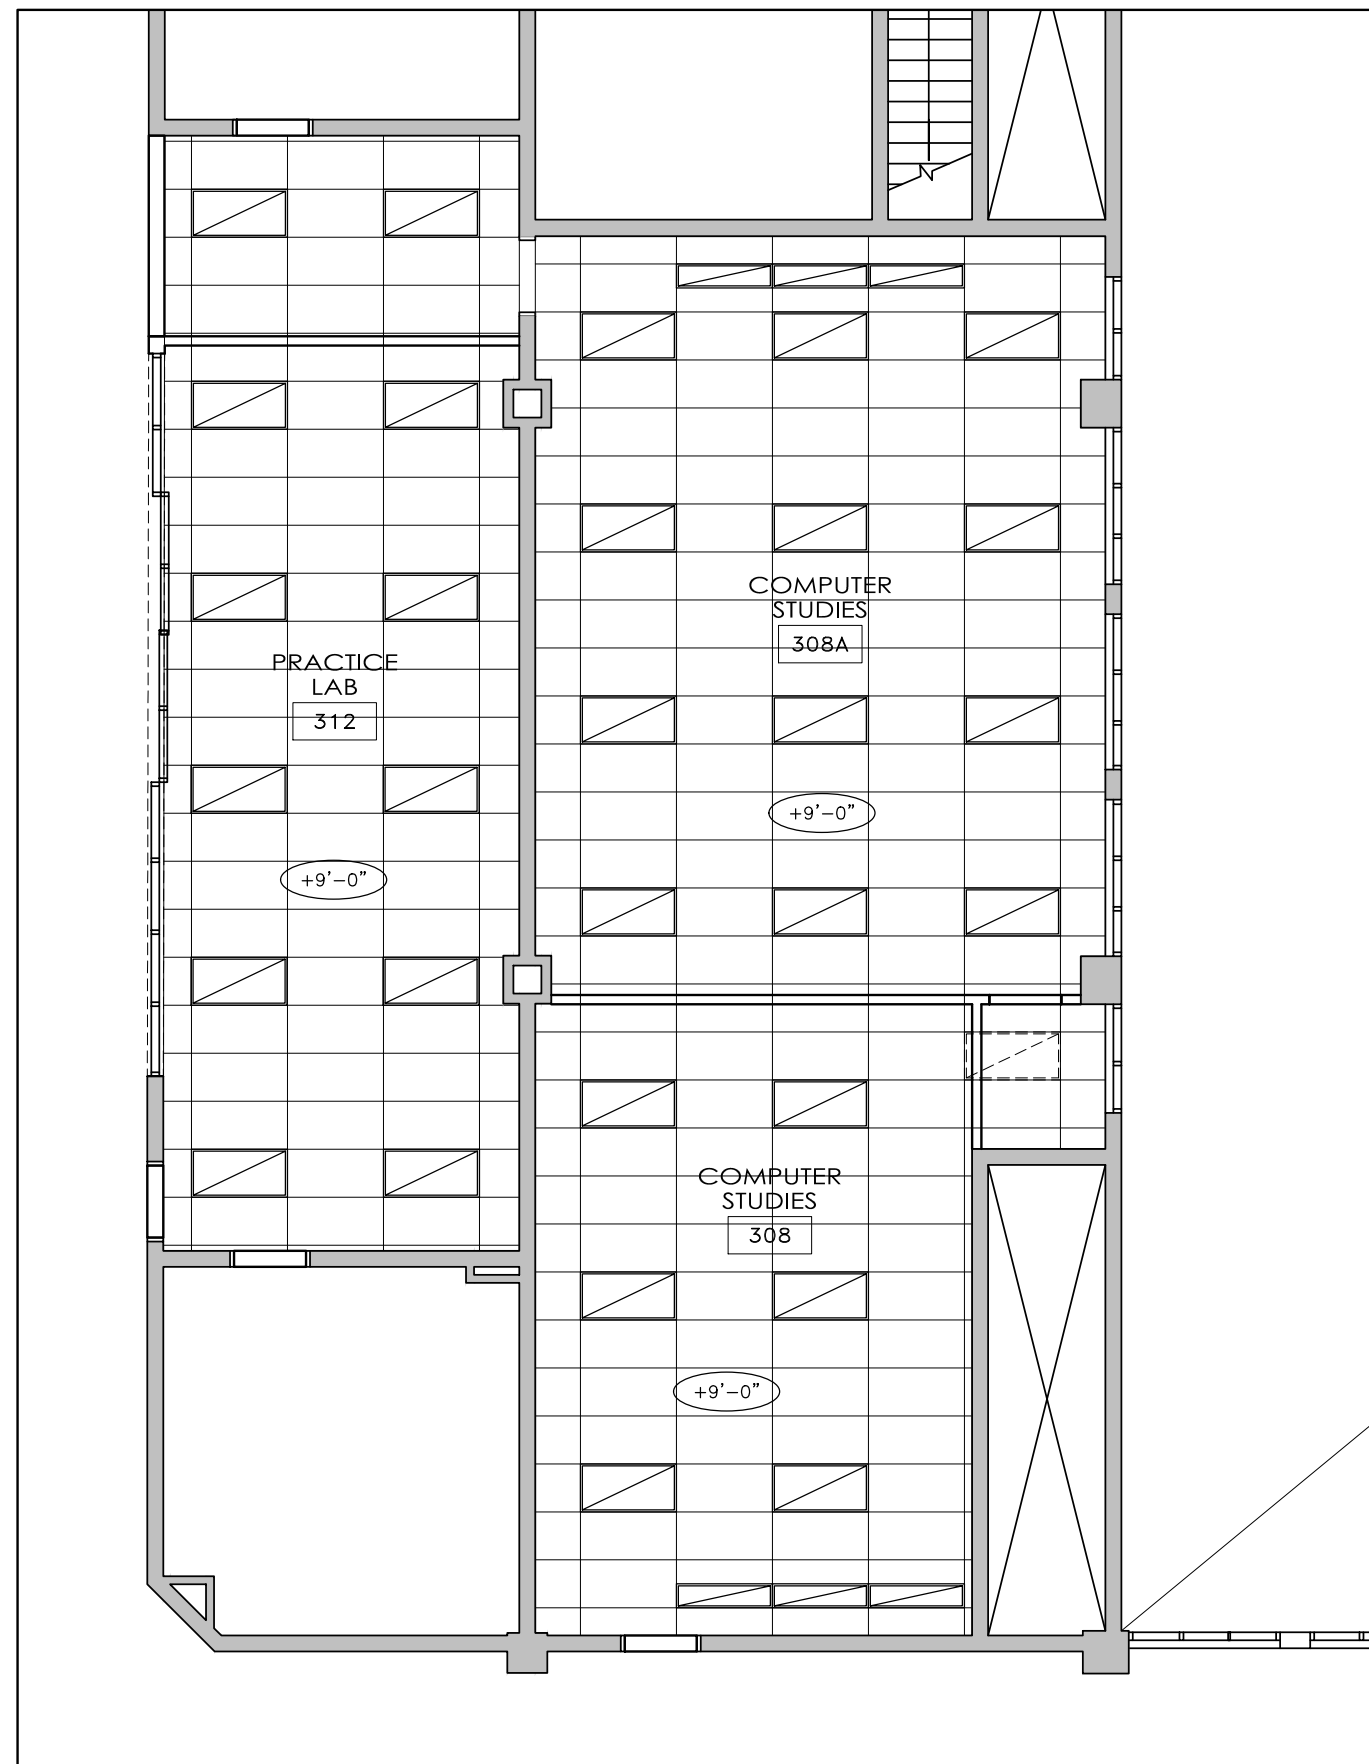 COMPUTER
STUDIES
308A
PRACTICE
LAB
312
+9'-0"
+9'-0"
COMPUTER
STUDIES
308
+9'-0"
N